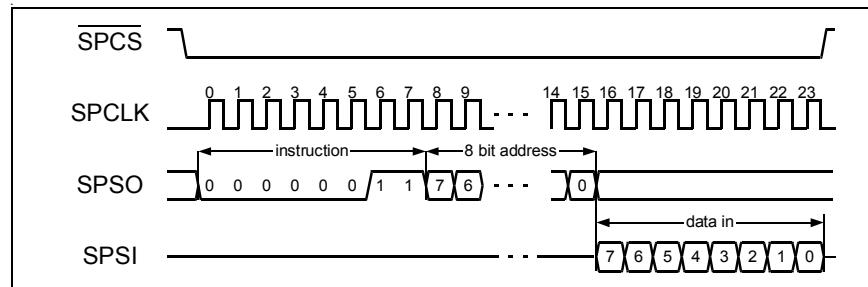 SPCS
0 1 2 3 4 5 6 7 8 9 14 15 16 17 18 19 20 21 22 23
SPCLK
instruction 8 bit address
SPSO 0 0 0 0 0 0 1 1 7 6 0
data in
SPSI 7 6 5 4 3 2 1 0